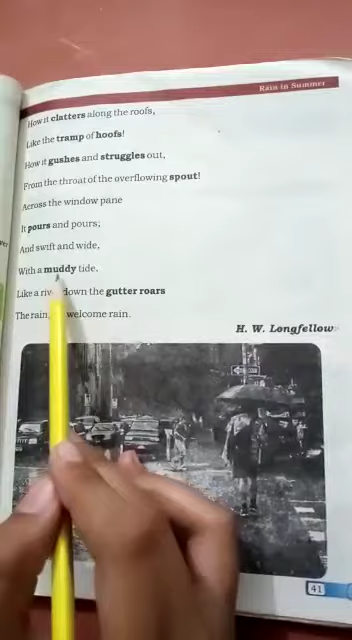 Rain in Summer
How it clatters along the roofs,
Like the tramp of hoofs!
How it gushes and struggles out,
From the throat of the overflowing spout!
Across the window pane
It pours and pours;
And swift and wide,
With a muddy tide,
Like a down the gutter roars
The rain, welcome rain.
H. W. Longfellow
41